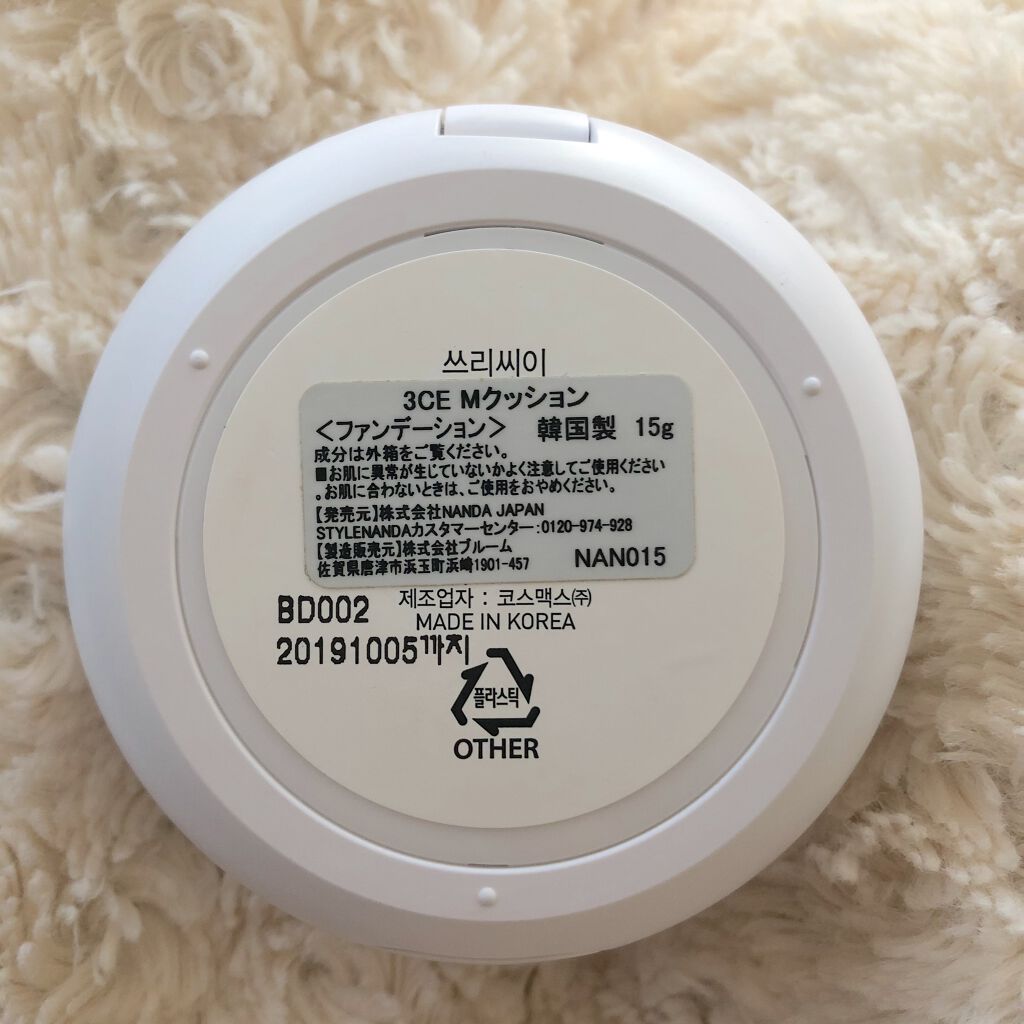 쓰리씨이
3CE Mクッション
＜ファンデーション＞ 韓国製 15g
成分は外箱をご覧ください。
■お肌に異常が生じていないかよく注意してご使用ください
。お肌に合わないときは、ご使用をおやめください。
【発売元】株式会社NANDA JAPAN
STYLENANDAカスタマーセンター:0120-974-928
【製造販売元】株式会社ブルーム
佐賀県唐津市浜玉町浜崎1901-457 NAN015
BD002 제조업자 : 코스맥스㈜
MADE IN KOREA
20191005까지
플라스틱
OTHER